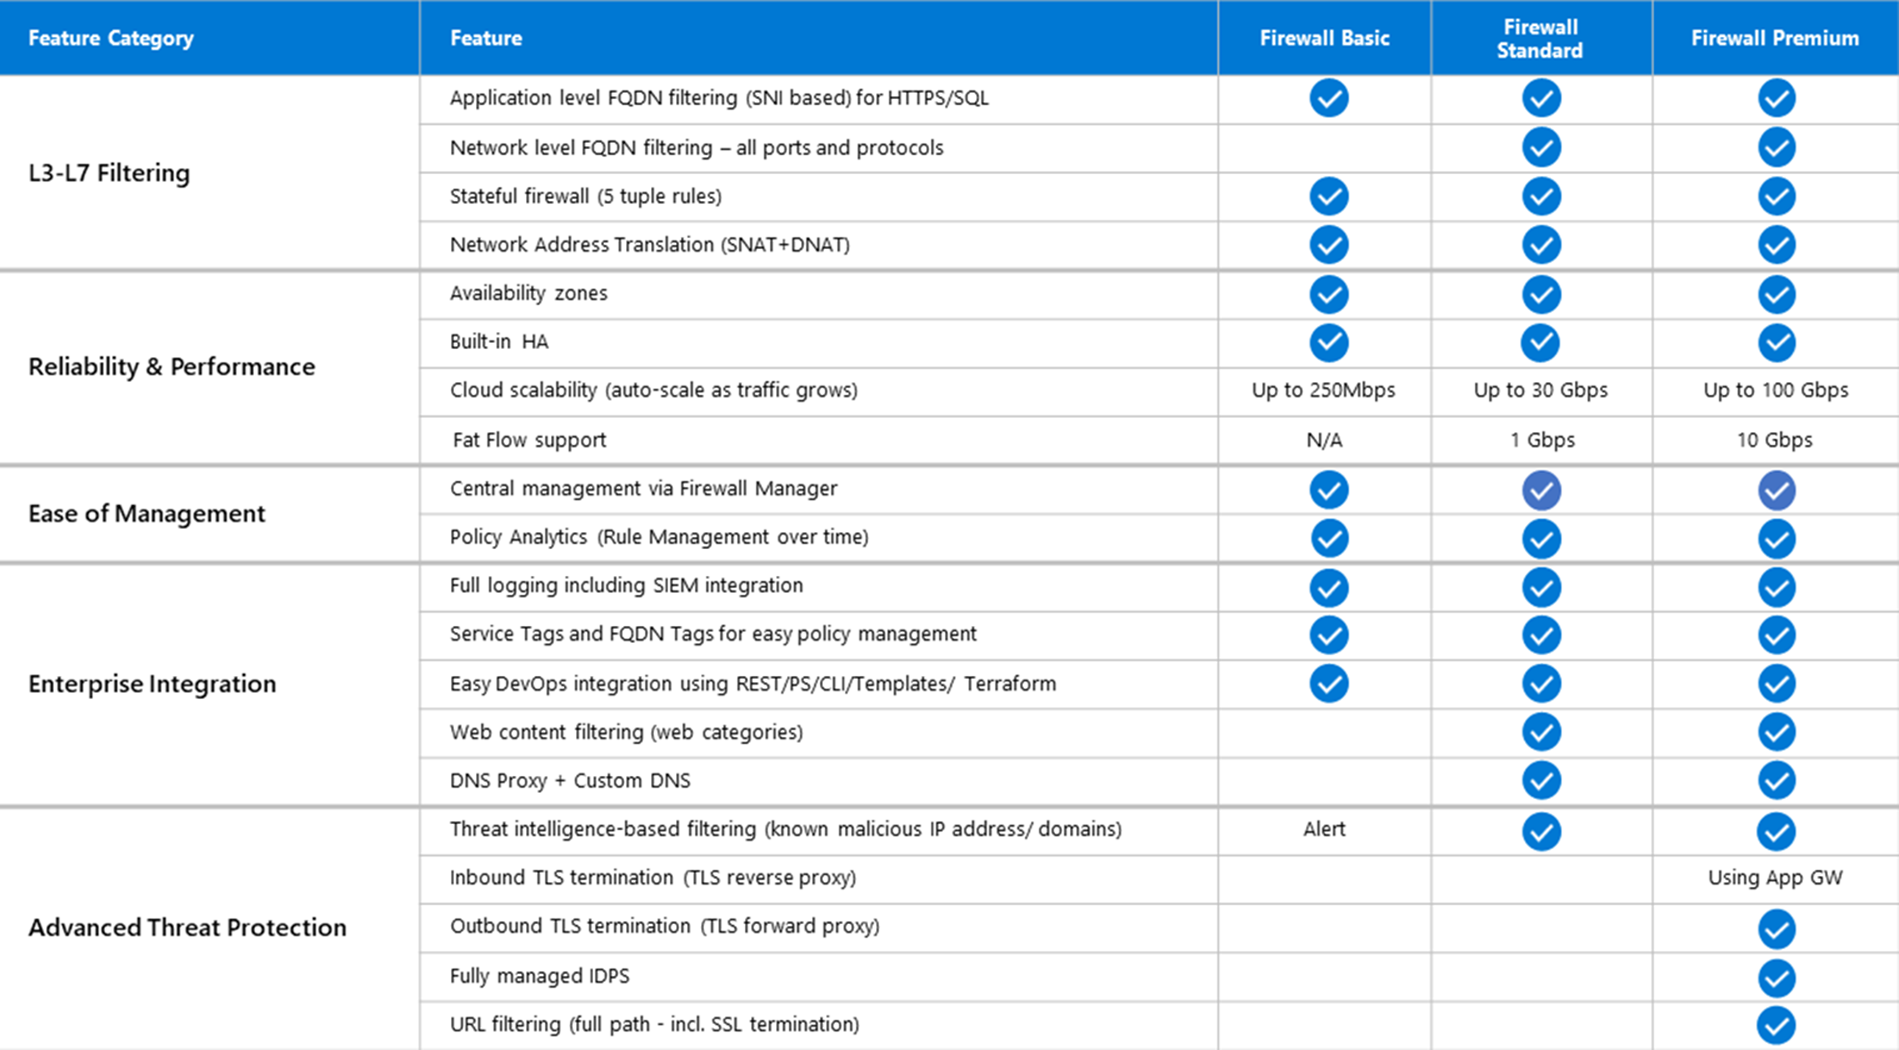 Feature Category
Feature
Firewall Basic
Firewall
Standard
Firewall Premium
L3-L7 Filtering
Application level FQDN filtering (SNI based) for HTTPS/SQL
Network level FQDN filtering – all ports and protocols
Stateful firewall (5 tuple rules)
Network Address Translation (SNAT+DNAT)
Reliability & Performance
Availability zones
Built-in HA
Cloud scalability (auto-scale as traffic grows)
Up to 250Mbps
Up to 30 Gbps
Up to 100 Gbps
Fat Flow support
N/A
1 Gbps
10 Gbps
Ease of Management
Central management via Firewall Manager
Policy Analytics (Rule Management over time)
Enterprise Integration
Full logging including SIEM integration
Service Tags and FQDN Tags for easy policy management
Easy DevOps integration using REST/PS/CLI/Templates/ Terraform
Web content filtering (web categories)
DNS Proxy + Custom DNS
Advanced Threat Protection
Threat intelligence-based filtering (known malicious IP address/ domains)
Alert
Inbound TLS termination (TLS reverse proxy)
Using App GW
Outbound TLS termination (TLS forward proxy)
Fully managed IDPS
URL filtering (full path - incl. SSL termination)